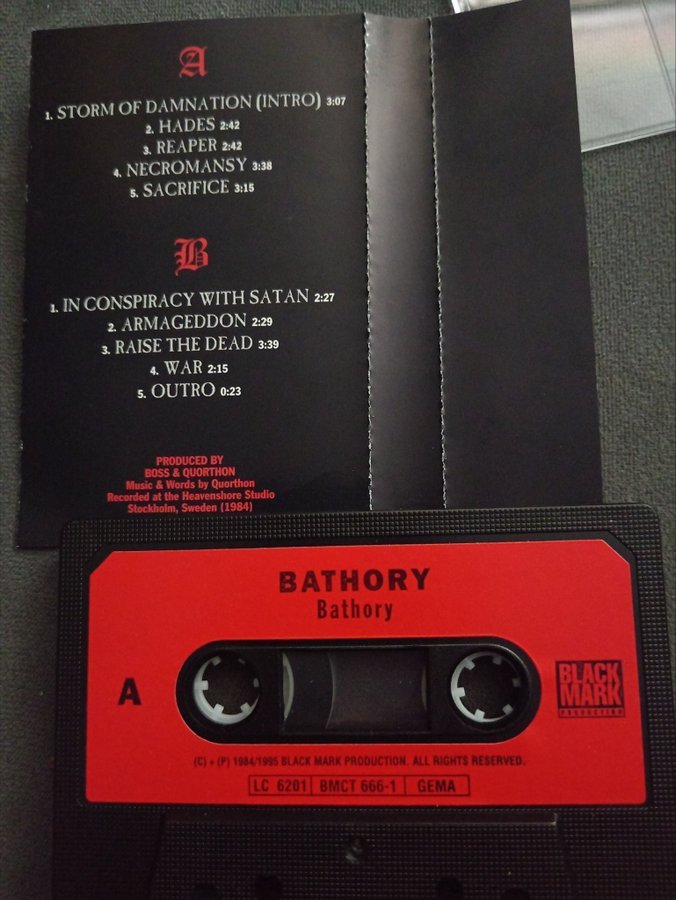 A
1. STORM OF DAMNATION (INTRO) 3:07
2. HADES 2:42
3. REAPER 2:42
4. NECROMANSY 3:38
5. SACRIFICE 3:15
B
1. IN CONSPIRACY WITH SATAN 2:27
2. ARMAGEDDON 2:29
3. RAISE THE DEAD 3:39
4. WAR 2:15
5. OUTRO 0:23
PRODUCED BY
BOSS & QUORTHON
Music & Words by Quorthon
Recorded at the Heavenshore Studio
Stockholm, Sweden (1984)
BATHORY
Bathory
A
BLACK
MARK
PRODUCTION
(C) + (P) 1984/1995 BLACK MARK PRODUCTION. ALL RIGHTS RESERVED.
LC 6201 BMCT 666-1 GEMA